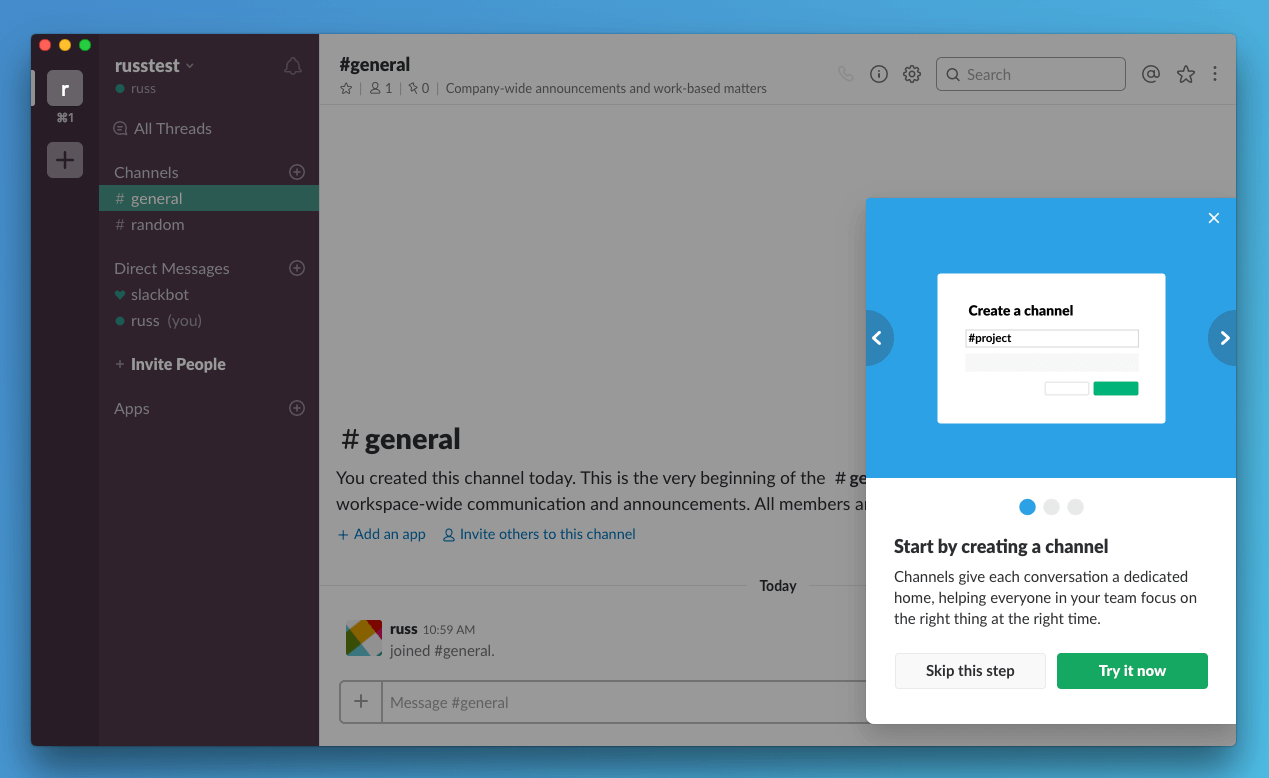 r
⌘1
russtest
russ
All Threads
Channels
# general
# random
Direct Messages
slackbot
russ (you)
+ Invite People
Apps
#general
1
0
Company-wide announcements and work-based matters
Search
# general
You created this channel today. This is the very beginning of the # ge
workspace-wide communication and announcements. All members
+ Add an app
Invite others to this channel
Today
russ 10:59 AM
joined #general.
Message #general
Create a channel
#project
Start by creating a channel
Channels give each conversation a dedicated
home, helping everyone in your team focus on
the right thing at the right time.
Skip this step
Try it now